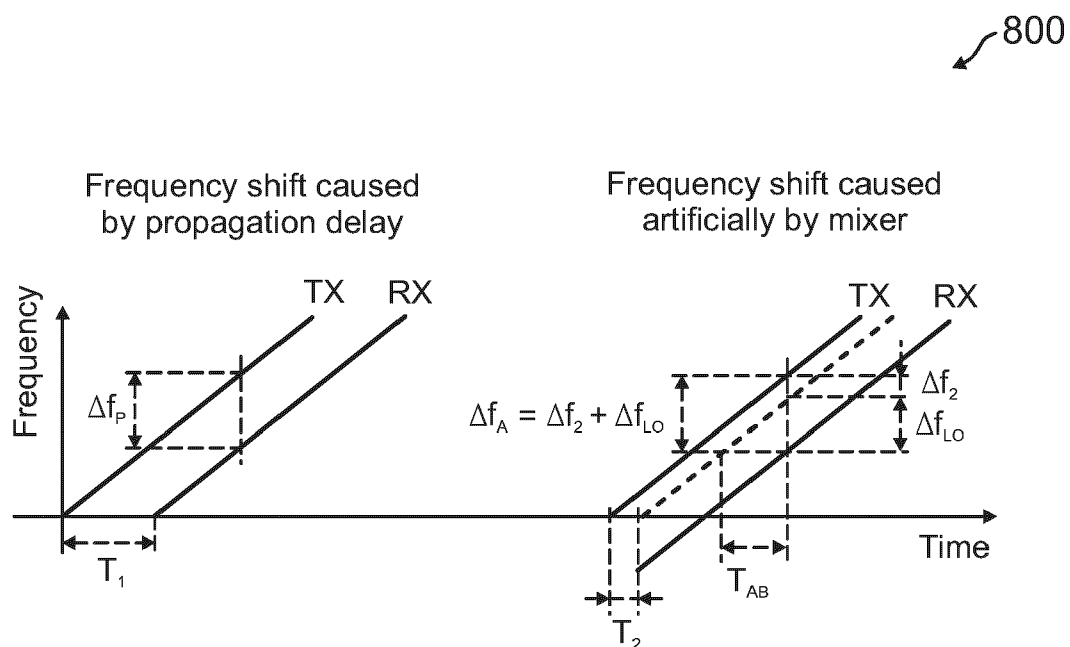 800
Frequency shift caused
by propagation delay
Frequency shift caused
artificially by mixer
Frequency
TX
RX
TX
RX
Δf_P
Δf_A = Δf_2 + Δf_LO
Δf_2
Δf_LO
Time
T_1
T_AB
T_2